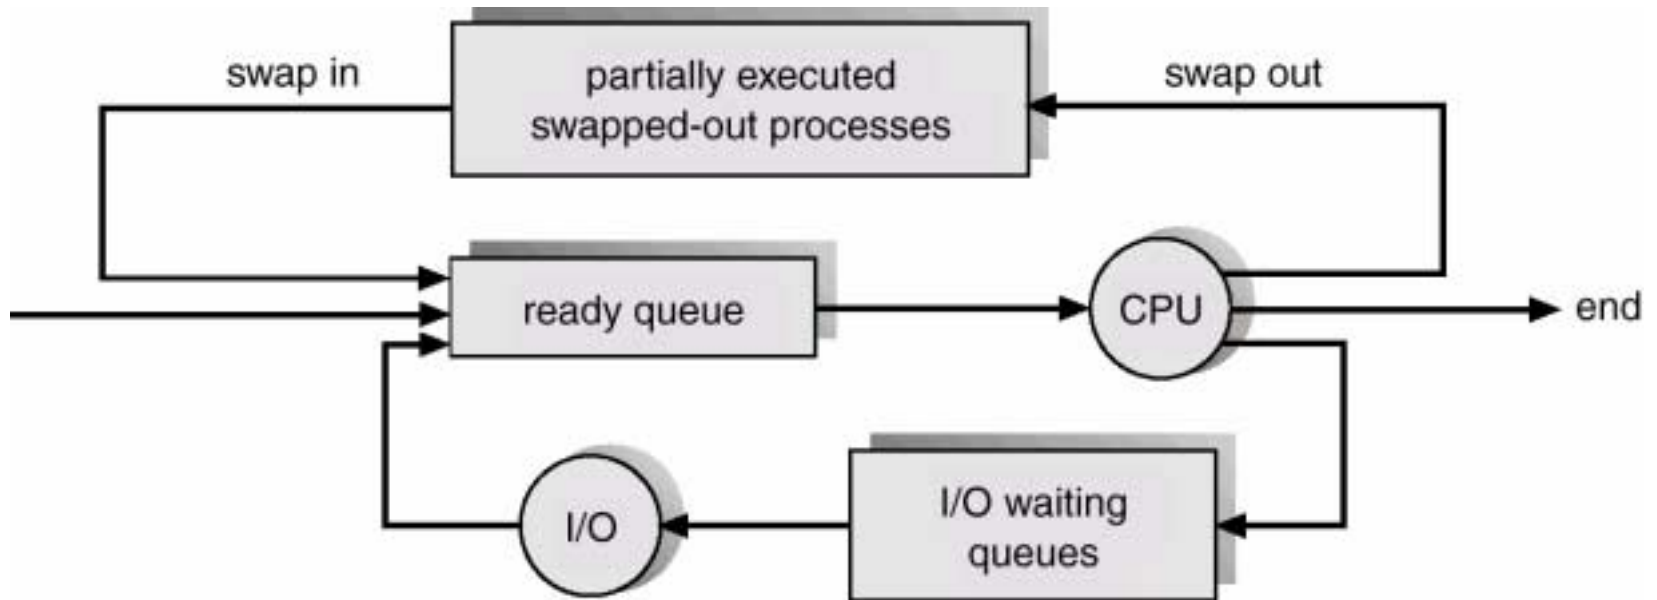 swap in
partially executed
swapped-out processes
swap out
ready queue
CPU
end
I/O
I/O waiting
queues